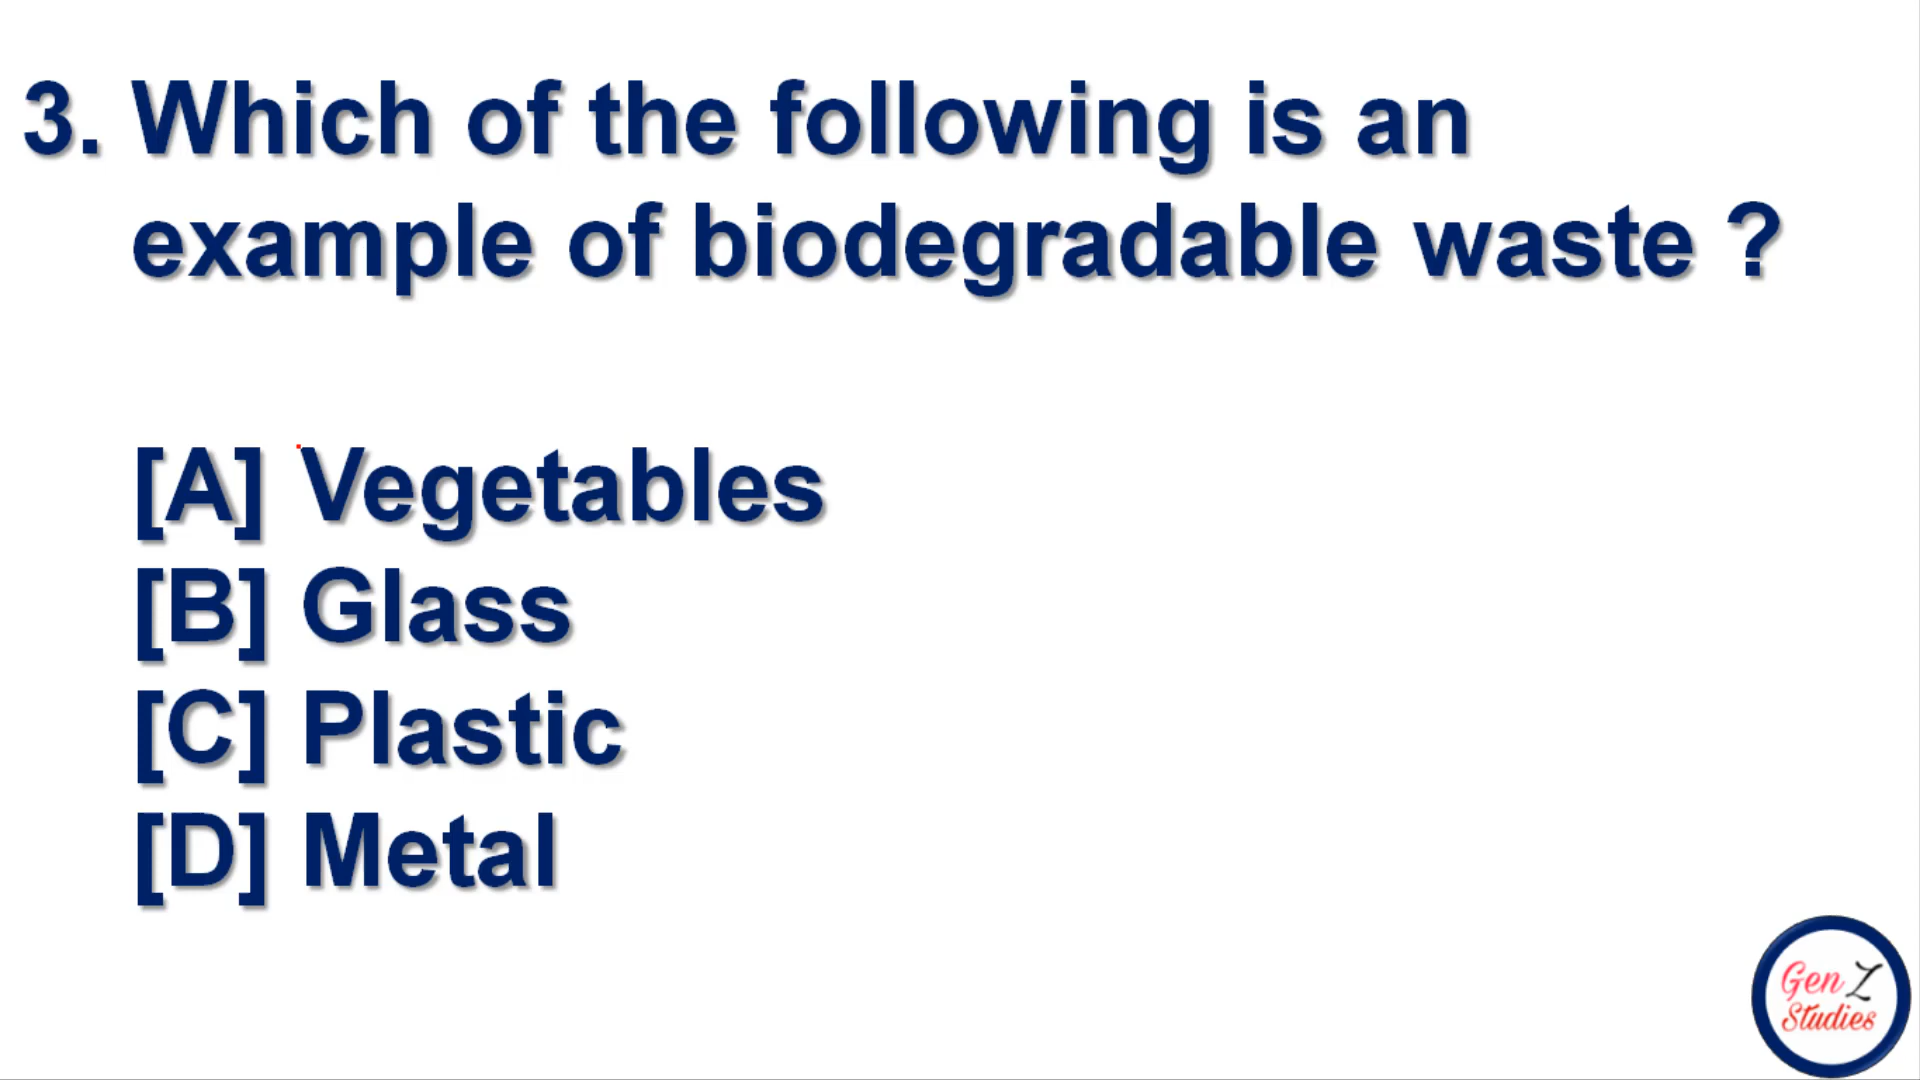 3. Which of the following is an
example of biodegradable waste ?
[A] Vegetables
[B] Glass
[C] Plastic
[D] Metal
Gen Z
Studies